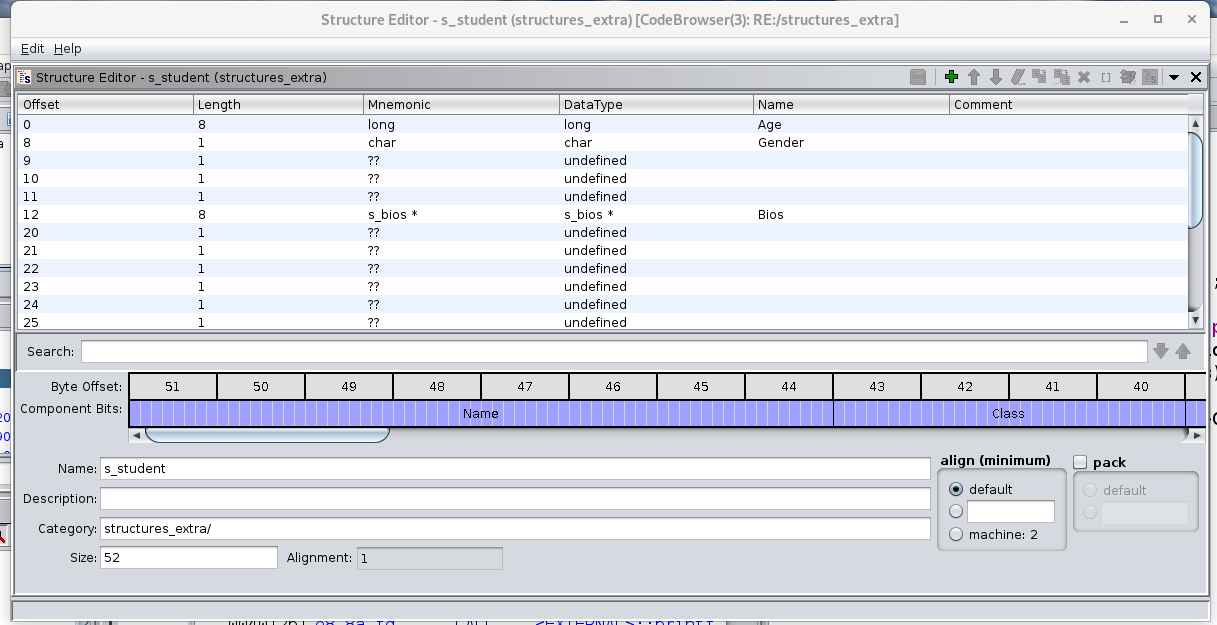 Structure Editor - s_student (structures_extra) [CodeBrowser(3): RE:/structures_extra]
Edit Help
Structure Editor - s_student (structures_extra)
Offset Length Mnemonic DataType Name Comment
0 8 long long Age
8 1 char char Gender
9 1 ?? undefined
10 1 ?? undefined
11 1 ?? undefined
12 8 s_bios * s_bios * Bios
20 1 ?? undefined
21 1 ?? undefined
22 1 ?? undefined
23 1 ?? undefined
24 1 ?? undefined
25 1 ?? undefined
Search:
Byte Offset: 51 50 49 48 47 46 45 44 43 42 41 40
Component Bits: Name Class
align (minimum) pack
Name: s_student
default default
Description:
Category: structures_extra/
machine: 2
Size: 52 Alignment: 1